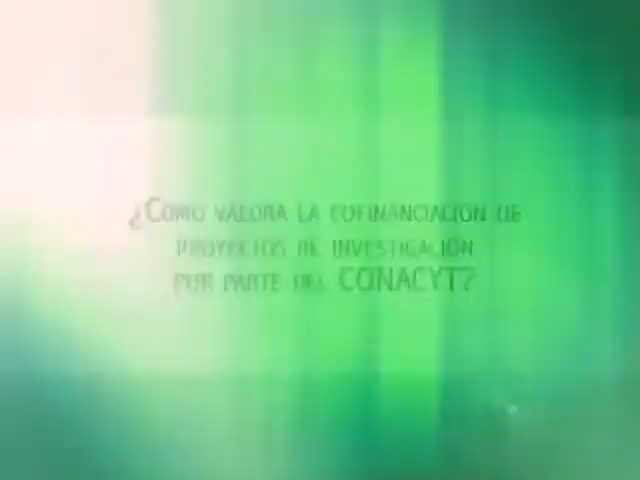 ¿COMO VALORA LA COFINANCIACION DE
PROYECTOS DE INVESTIGACIÓN
POR PARTE DEL CONACYT?